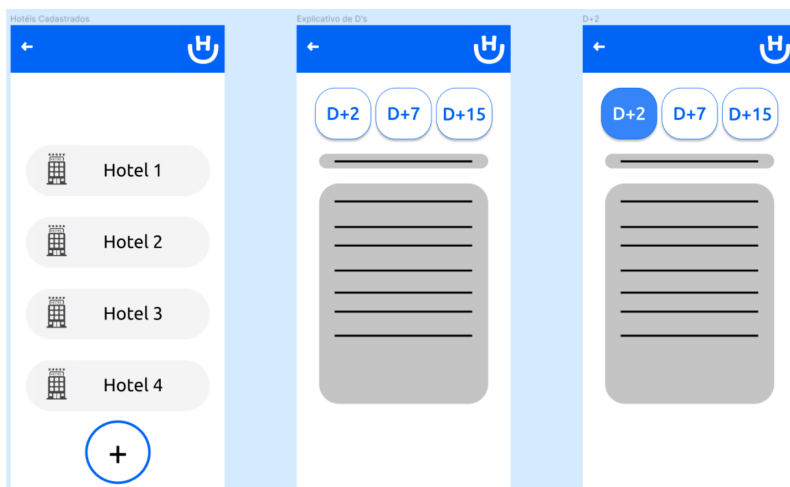 Hotéis Cadastrados
H
Hotel 1
Hotel 2
Hotel 3
Hotel 4
+
Explicativo de D's
H
D+2 D+7 D+15
D+2
H
D+2 D+7 D+15